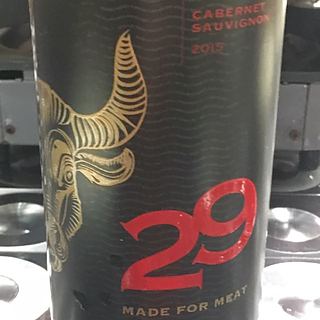 CABERNET
SAUVIGNON
2015
29
MADE FOR MEAT